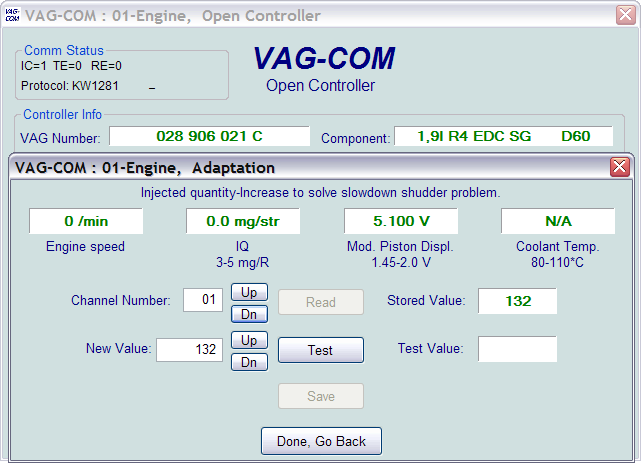 VAG-COM
VAG-COM : 01-Engine, Open Controller
Comm Status
IC=1 TE=0 RE=0
Protocol: KW1281 _
VAG-COM
Open Controller
Controller Info
VAG Number: 028 906 021 C Component: 1,9l R4 EDC SG D60
VAG-COM : 01-Engine, Adaptation
Injected quantity-Increase to solve slowdown shudder problem.
0 /min 0.0 mg/str 5.100 V N/A
Engine speed IQ Mod. Piston Displ. Coolant Temp.
3-5 mg/R 1.45-2.0 V 80-110*C
Channel Number: 01 Up Dn Read Stored Value: 132
New Value: 132 Up Dn Test Test Value:
Save
Done, Go Back